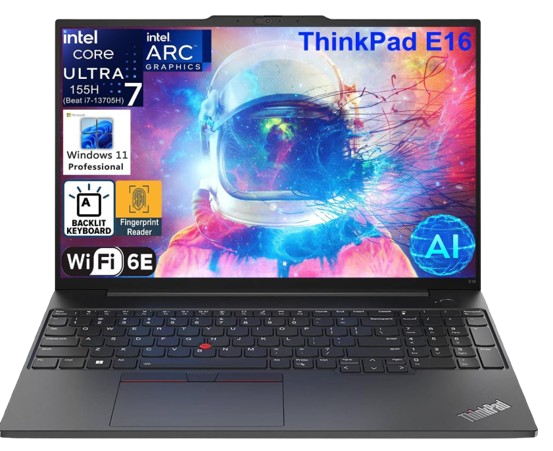 intel
CORE
ULTRA 7
155H
(Beat i7-13705H)
intel
ARC
GRAPHICS
ThinkPad E16
Microsoft
Windows 11
Professional
A
BACKLIT
KEYBOARD
Fingerprint
Reader
WiFi 6E
AI
ThinkPad